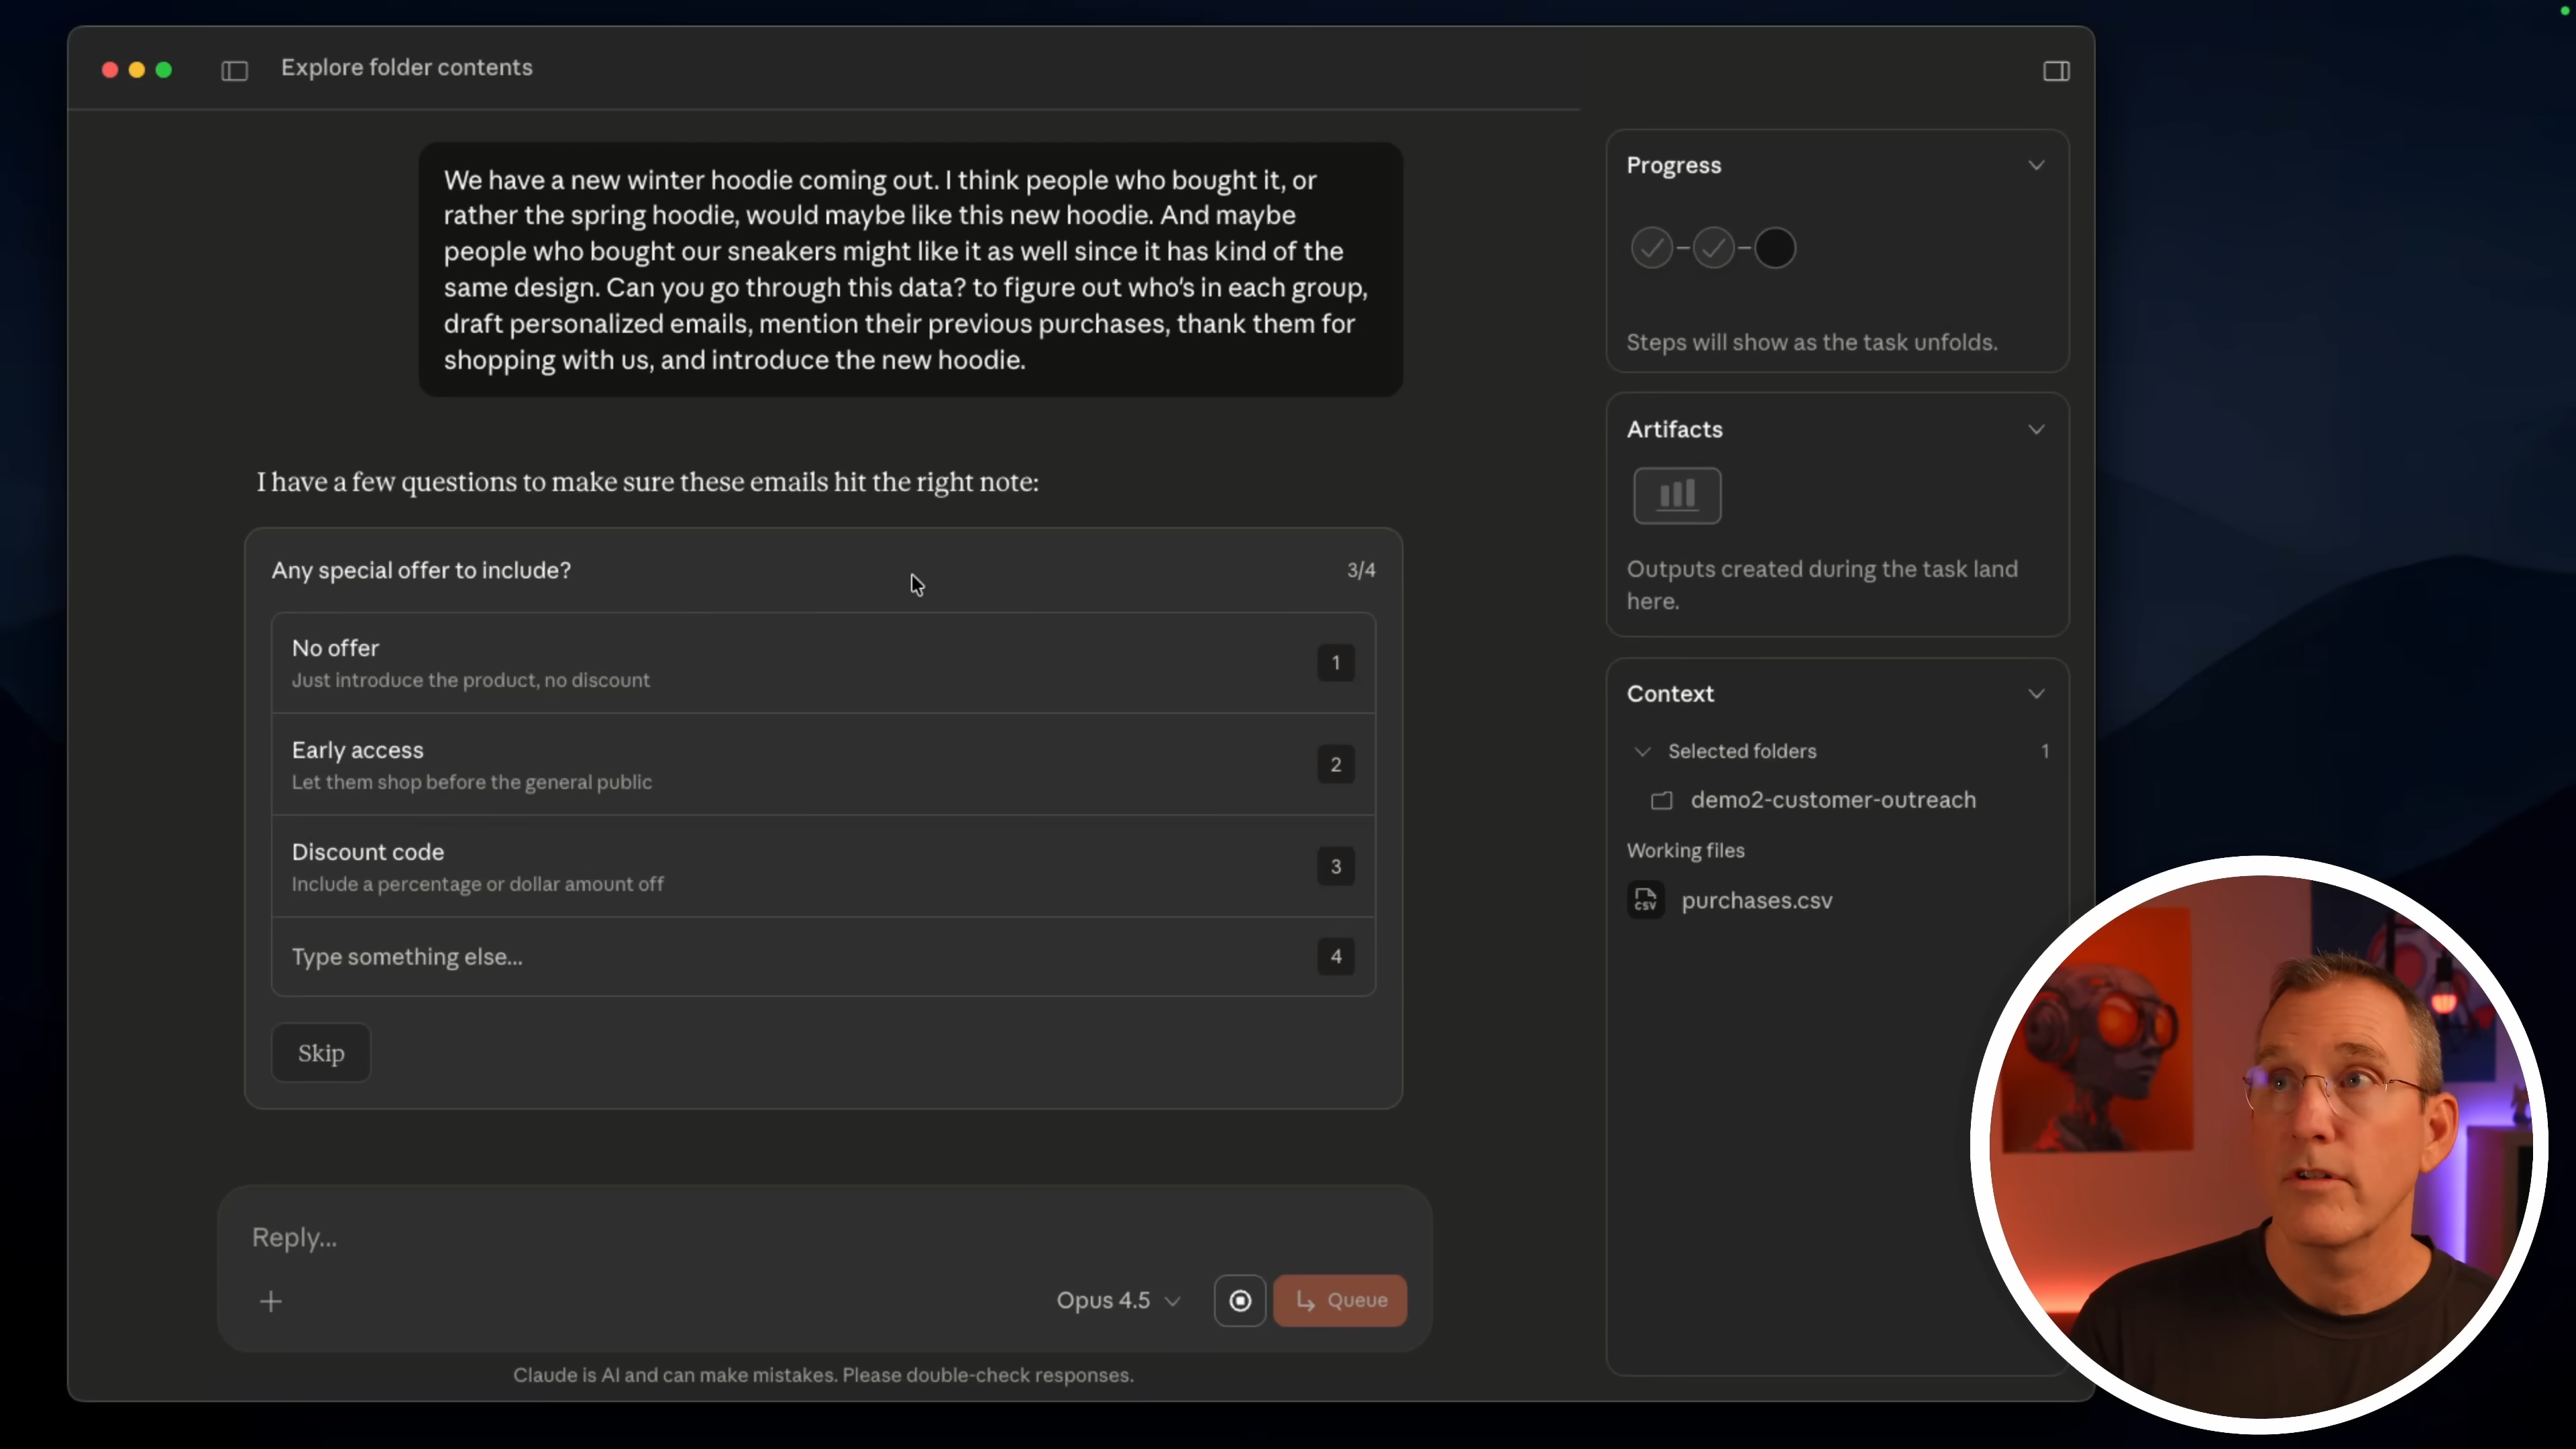 Explore folder contents
We have a new winter hoodie coming out. I think people who bought it, or
rather the spring hoodie, would maybe like this new hoodie. And maybe
people who bought our sneakers might like it as well since it has kind of the
same design. Can you go through this data? to figure out who's in each group,
draft personalized emails, mention their previous purchases, thank them for
shopping with us, and introduce the new hoodie.
I have a few questions to make sure these emails hit the right note:
Any special offer to include?
3/4
No offer
Just introduce the product, no discount
1
Early access
Let them shop before the general public
2
Discount code
Include a percentage or dollar amount off
3
Type something else...
4
Skip
Reply...
Opus 4.5
Queue
Claude is AI and can make mistakes. Please double-check responses.
Progress
Steps will show as the task unfolds.
Artifacts
Outputs created during the task land
here.
Context
Selected folders
1
demo2-customer-outreach
Working files
CSV
purchases.csv